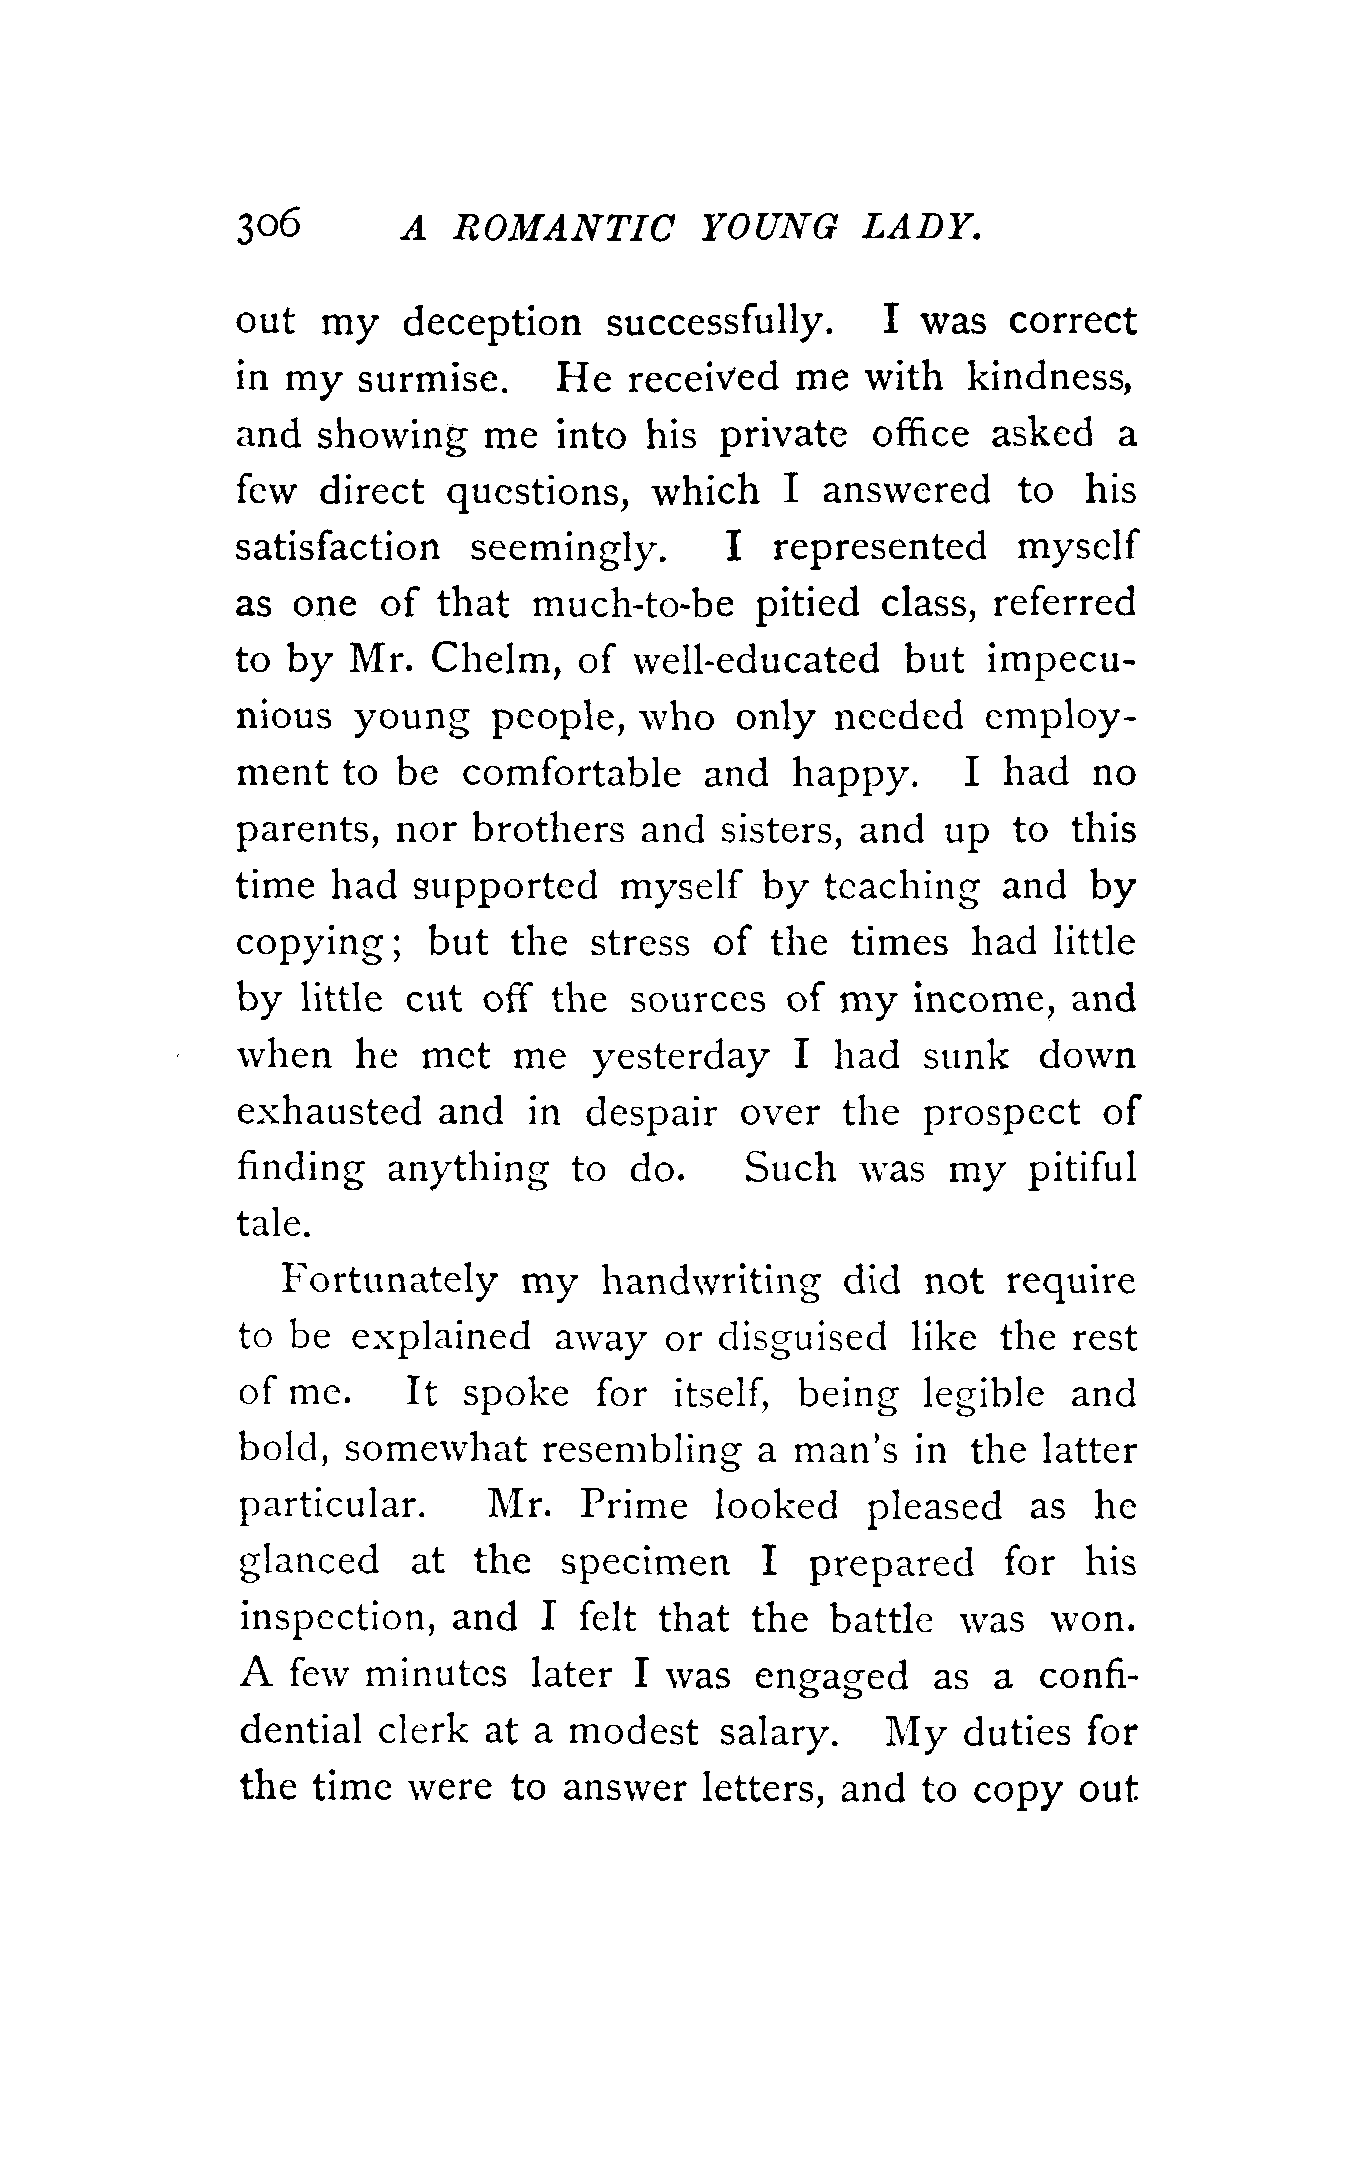 306 A ROMANTIC YOUNG LADY.
out my deception successfully. I was correct
in my surmise. He received me with kindness,
and showing me into his private office asked a
few direct questions, which I answered to his
satisfaction seemingly. I represented myself
as one of that much-to-be pitied class, referred
to by Mr. Chelm, of well-educated but impecu-
nious young people, who only needed employ-
ment to be comfortable and happy. I had no
parents, nor brothers and sisters, and up to this
time had supported myself by teaching and by
copying; but the stress of the times had little
by little cut off the sources of my income, and
when he met me yesterday I had sunk down
exhausted and in despair over the prospect of
finding anything to do. Such was my pitiful
tale.
Fortunately my handwriting did not require
to be explained away or disguised like the rest
of me. It spoke for itself, being legible and
bold, somewhat resembling a man's in the latter
particular. Mr. Prime looked pleased as he
glanced at the specimen I prepared for his
inspection, and I felt that the battle was won.
A few minutes later I was engaged as a confi-
dential clerk at a modest salary. My duties for
the time were to answer letters, and to copy out